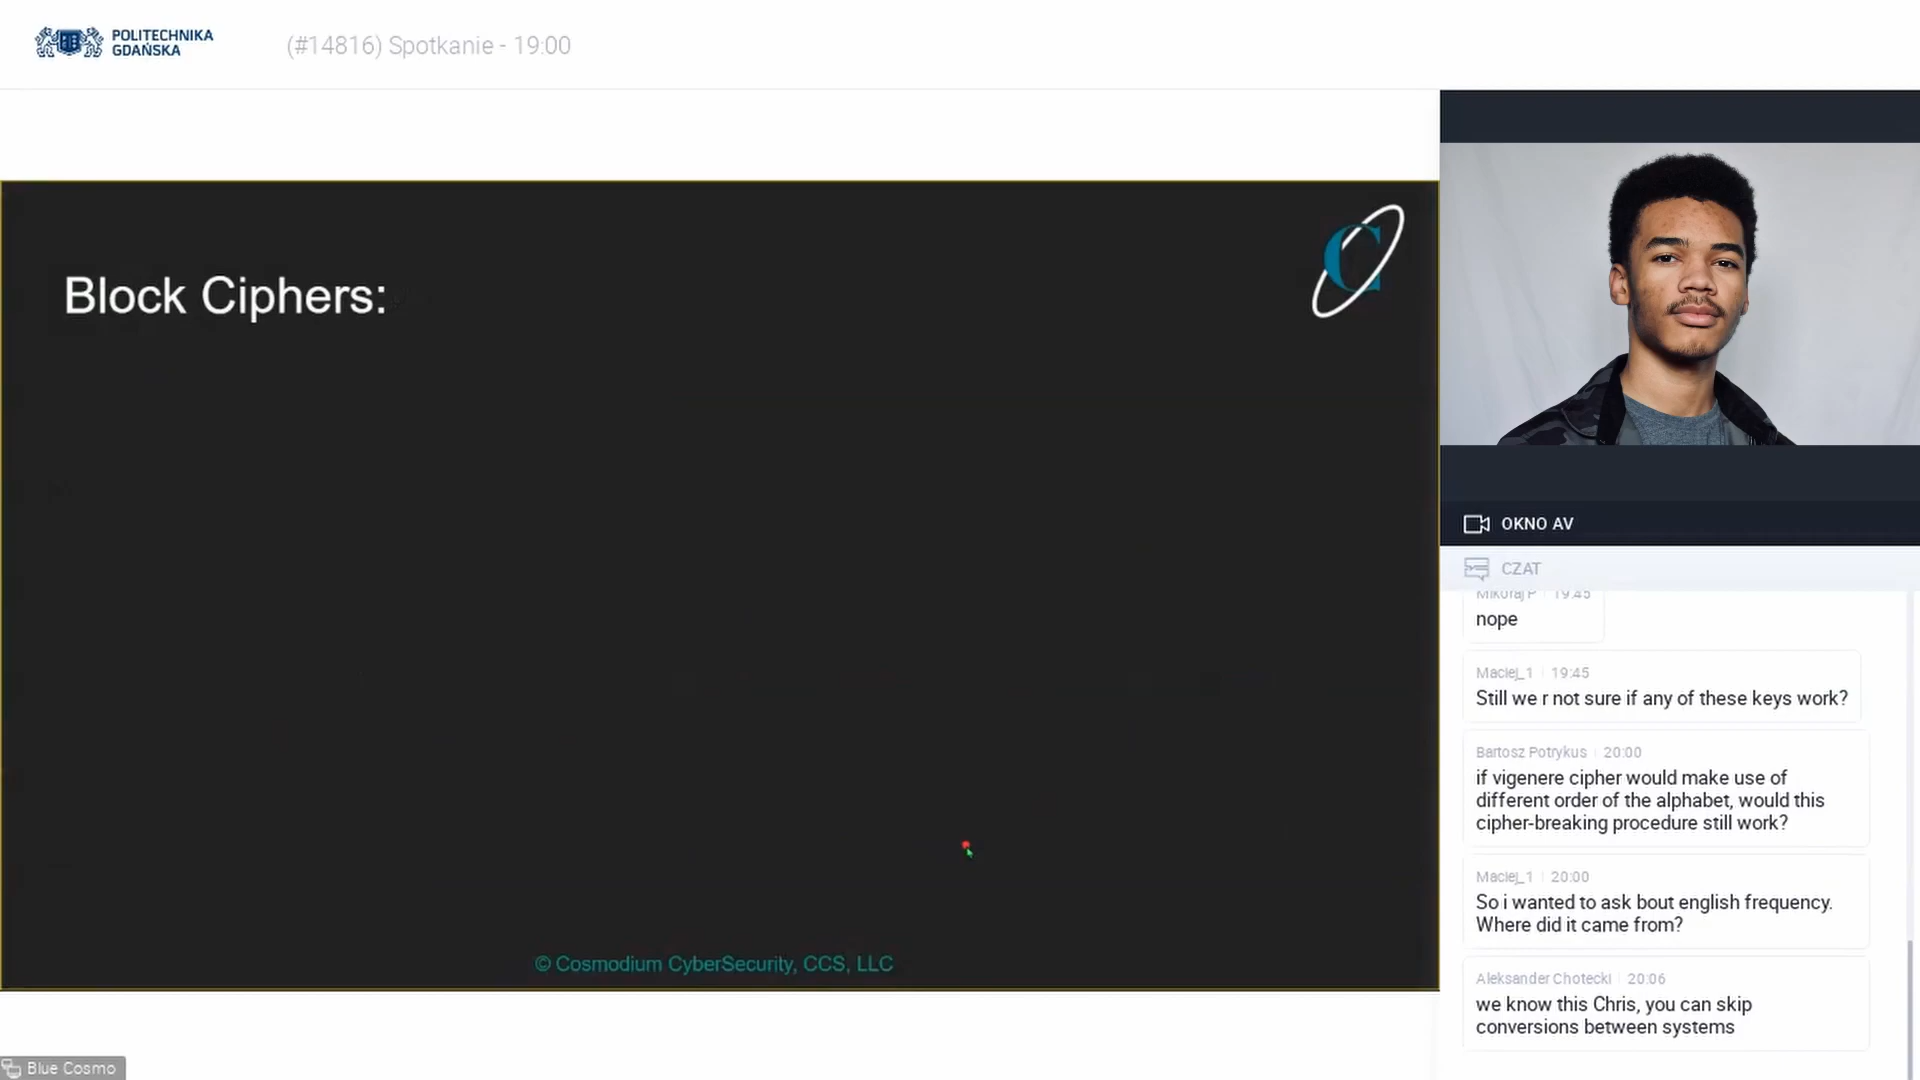 POLITECHNIKA
GDAŃSKA
(#14816) Spotkanie - 19:00
Block Ciphers:
C
© Cosmodium CyberSecurity, CCS, LLC
Blue Cosmo
OKNO AV
CZAT
Mikołaj P 19:45
nope
Maciej_1 19:45
Still we r not sure if any of these keys work?
Bartosz Potrykus 20:00
if vigenere cipher would make use of
different order of the alphabet, would this
cipher-breaking procedure still work?
Maciej_1 20:00
So i wanted to ask bout english frequency.
Where did it came from?
Aleksander Chotecki 20:06
we know this Chris, you can skip
conversions between systems